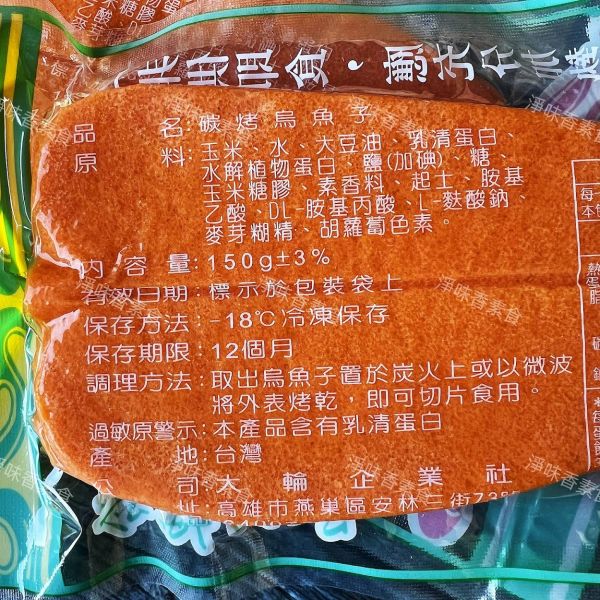 品名:碳烤烏魚子
原料:玉米、水、大豆油、乳清蛋白、
水解植物蛋白、鹽(加碘)、糖、
玉米糖膠、素香料、起士、胺基
乙酸、DL-胺基丙酸、L-麩酸鈉、
麥芽糊精、胡蘿蔔色素。
內容量:150g±3%
有效日期:標示於包裝袋上
保存方法:-18℃冷凍保存
保存期限:12個月
調理方法:取出烏魚子置於炭火上或以微波
將外表烤乾,即可切片食用。
過敏原警示:本產品含有乳清蛋白
產地:台灣
公司大輪企業社
址:高雄市燕巢區安林三街73
淨味香素食